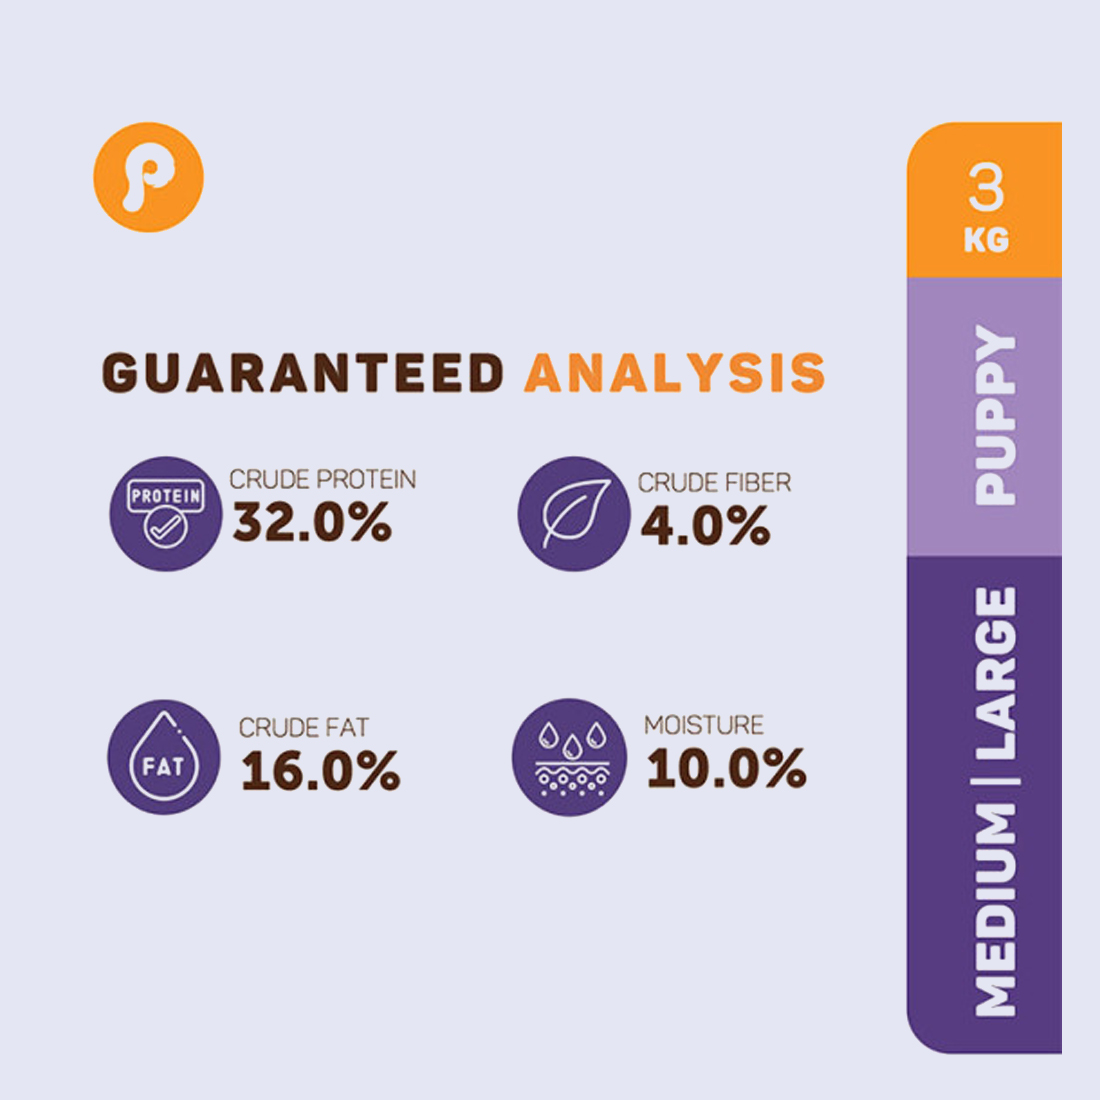 P
GUARANTEED ANALYSIS
PROTEIN
CRUDE PROTEIN
32.0%
CRUDE FIBER
4.0%
FAT
CRUDE FAT
16.0%
MOISTURE
10.0%
3
KG
PUPPY
MEDIUM | LARGE